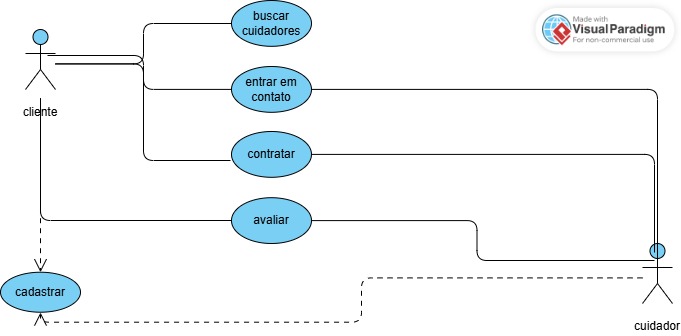 buscar
cuidadores
Made with
Visual Paradigm
For non-commercial use
entrar em
contato
cliente
contratar
avaliar
cadastrar
cuidador